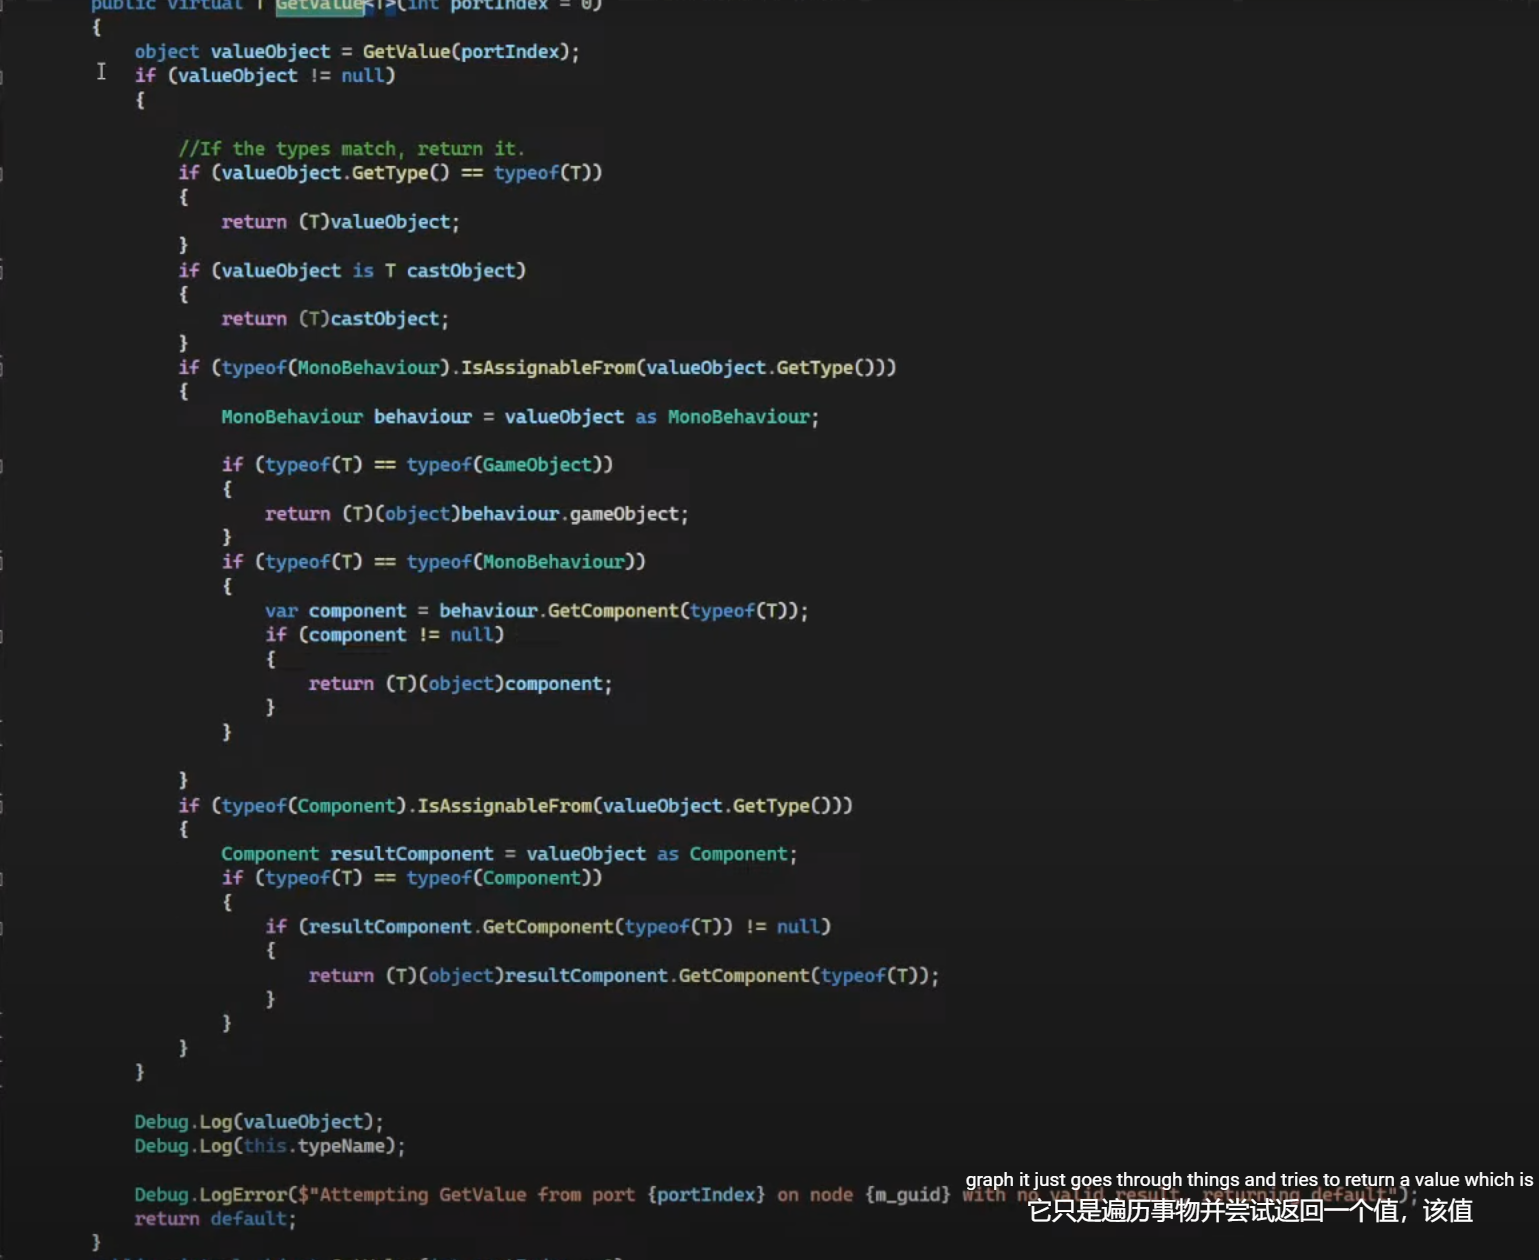 public virtual T GetValue<T>(int portIndex = 0)
{
object valueObject = GetValue(portIndex);
if (valueObject != null)
{
//If the types match, return it.
if (valueObject.GetType() == typeof(T))
{
return (T)valueObject;
}
if (valueObject is T castObject)
{
return (T)castObject;
}
if (typeof(MonoBehaviour).IsAssignableFrom(valueObject.GetType()))
{
MonoBehaviour behaviour = valueObject as MonoBehaviour;
if (typeof(T) == typeof(GameObject))
{
return (T)(object)behaviour.gameObject;
}
if (typeof(T) == typeof(MonoBehaviour))
{
var component = behaviour.GetComponent(typeof(T));
if (component != null)
{
return (T)(object)component;
}
}
}
if (typeof(Component).IsAssignableFrom(valueObject.GetType()))
{
Component resultComponent = valueObject as Component;
if (typeof(T) == typeof(Component))
{
if (resultComponent.GetComponent(typeof(T)) != null)
{
return (T)(object)resultComponent.GetComponent(typeof(T));
}
}
}
}
Debug.Log(valueObject);
Debug.Log(this.typeName);
Debug.LogError($"Attempting GetValue from port {portIndex} on node {m_guid} with no valid result, returning default");
return default;
}
graph it just goes through things and tries to return a value which is
它只是遍历事物并尝试返回一个值，该值